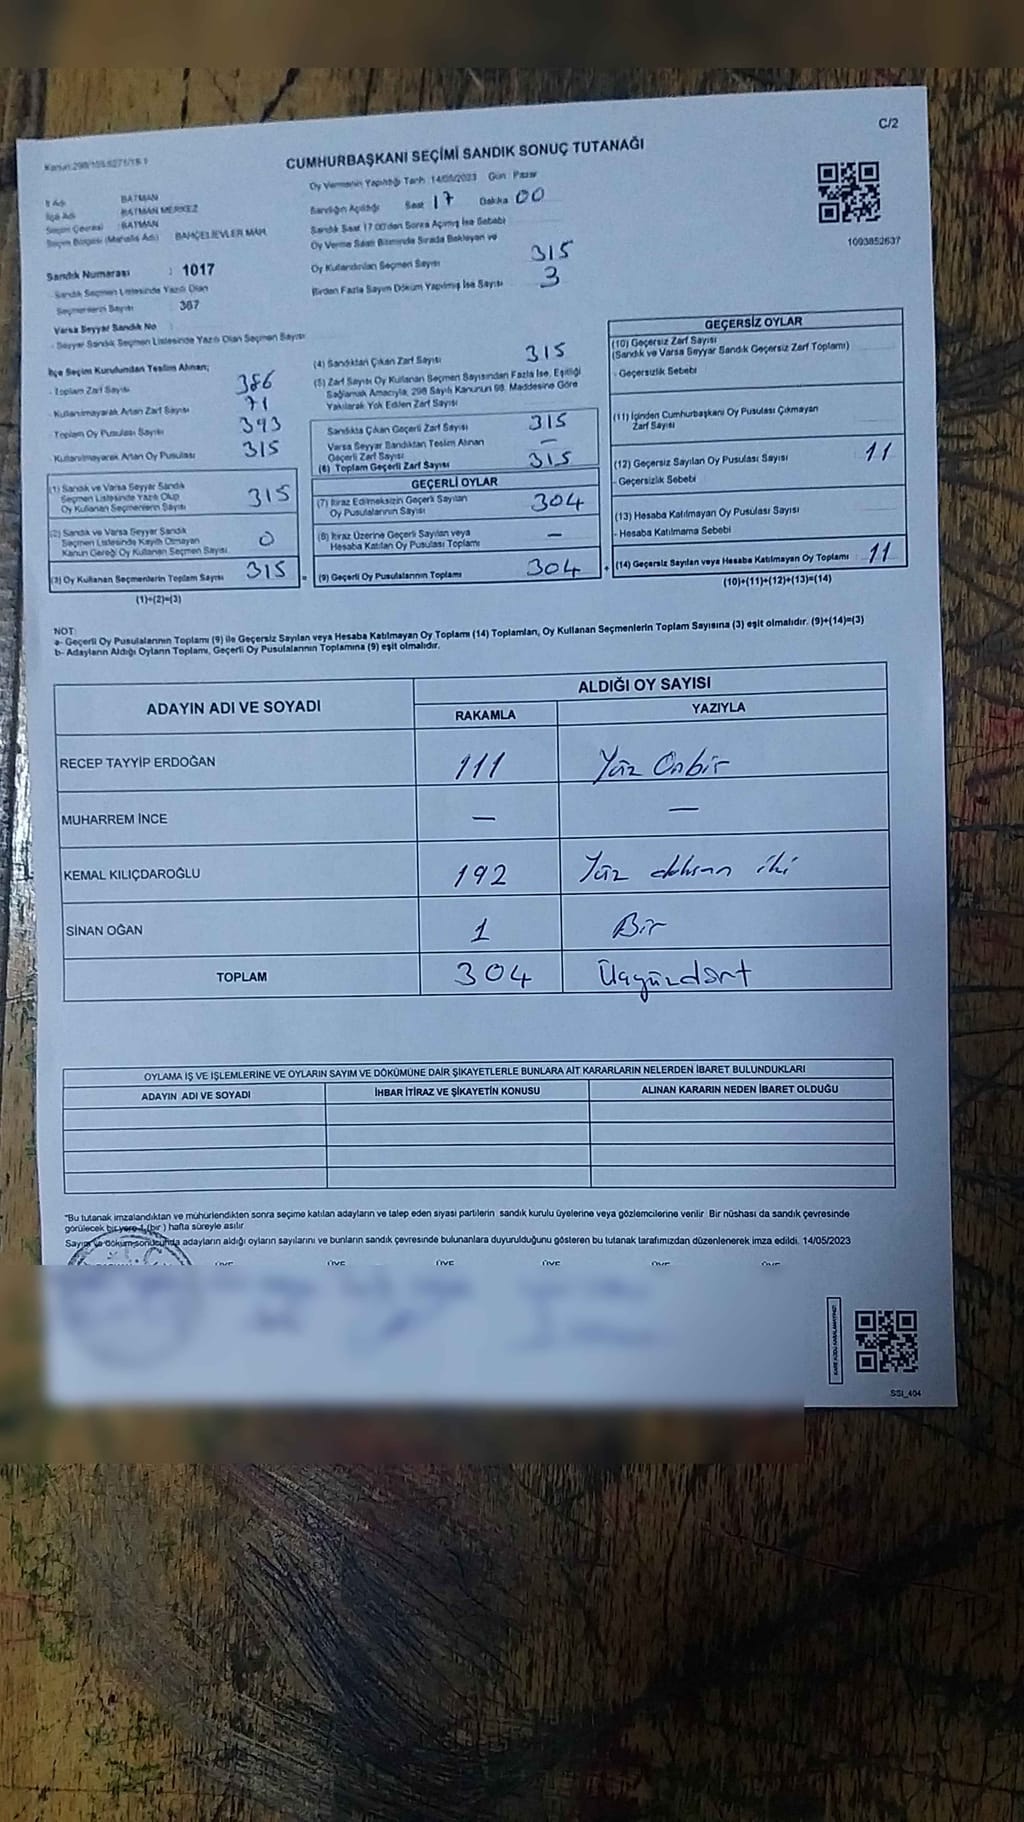 C/2
Kanun:298/105,6271/18-1
CUMHURBAŞKANI SEÇİMİ SANDIK SONUÇ TUTANAĞI
Oy Vermenin Yapıldığı Tarih :14/05/2023 Gün : Pazar
İl Adı BATMAN
İlçe Adı BATMAN MERKEZ
Seçim Çevresi : BATMAN
Seçim Bölgesi (Mahalle Adı) BAHÇELİEVLER MAH.
Sandığın Açıldığı Saat 17 Dakika 00
Sandık Saat 17.00'den Sonra Açılmış İse Sebebi
Oy Verme Saati Bitiminde Sırada Bekleyen ve
Oy Kullandırılan Seçmen Sayısı 315
Birden Fazla Sayım Döküm Yapılmış İse Sayısı 3
1003852637
Sandık Numarası : 1017
- Sandık Seçmen Listesinde Yazılı Olan
Seçmenlerin Sayısı 367
Varsa Seyyar Sandık No :
- Seyyar Sandık Seçmen Listesinde Yazılı Olan Seçmen Sayısı
İlçe Seçim Kurulundan Teslim Alınan;
- Toplam Zarf Sayısı 386
- Kullanılmayarak Artan Zarf Sayısı 71
- Toplam Oy Pusulası Sayısı 393
- Kullanılmayarak Artan Oy Pusulası 315
(1) Sandık ve Varsa Seyyar Sandık
Seçmen Listesinde Yazılı Olup
Oy Kullanan Seçmenlerin Sayısı 315
(2) Sandık ve Varsa Seyyar Sandık
Seçmen Listesinde Kayıtlı Olmayan
Kanun Gereği Oy Kullanan Seçmen Sayısı 0
(3) Oy Kullanan Seçmenlerin Toplam Sayısı 315
(1)+(2)=(3)
(4) Sandıktan Çıkan Zarf Sayısı 315
(5) Zarf Sayısı Oy Kullanan Seçmen Sayısından Fazla İse, Eşitliği
Sağlamak Amacıyla, 298 Sayılı Kanunun 98. Maddesine Göre
Yakılarak Yok Edilen Zarf Sayısı
Sandıkta Çıkan Geçerli Zarf Sayısı 315
Varsa Seyyar Sandıktan Teslim Alınan
Geçerli Zarf Sayısı —
(6) Toplam Geçerli Zarf Sayısı 315
GEÇERLİ OYLAR
(7) İtiraz Edilmeksizin Geçerli Sayılan
Oy Pusulalarının Sayısı 304
(8) İtiraz Üzerine Geçerli Sayılan veya
Hesaba Katılan Oy Pusulası Toplamı —
= (9) Geçerli Oy Pusulalarının Toplamı 304
GEÇERSİZ OYLAR
(10) Geçersiz Zarf Sayısı
(Sandık ve Varsa Seyyar Sandık Geçersiz Zarf Toplamı)
- Geçersizlik Sebebi
(11) İçinden Cumhurbaşkanı Oy Pusulası Çıkmayan
Zarf Sayısı
(12) Geçersiz Sayılan Oy Pusulası Sayısı 11
- Geçersizlik Sebebi
(13) Hesaba Katılmayan Oy Pusulası Sayısı
- Hesaba Katılmama Sebebi
+ (14) Geçersiz Sayılan veya Hesaba Katılmayan Oy Toplamı : 11
(10)+(11)+(12)+(13)=(14)
NOT:
a- Geçerli Oy Pusulalarının Toplamı (9) ile Geçersiz Sayılan veya Hesaba Katılmayan Oy Toplamı (14) Toplamları, Oy Kullanan Seçmenlerin Toplam Sayısına (3) eşit olmalıdır. (9)+(14)=(3)
b- Adayların Aldığı Oyların Toplamı, Geçerli Oy Pusulalarının Toplamına (9) eşit olmalıdır.
ADAYIN ADI VE SOYADI ALDIĞI OY SAYISI
RAKAMLA YAZIYLA
RECEP TAYYİP ERDOĞAN 111 Yüz Onbir
MUHARREM İNCE — —
KEMAL KILIÇDAROĞLU 192 Yüz doksan iki
SİNAN OĞAN 1 Bir
TOPLAM 304 Üçyüzdört
OYLAMA İŞ VE İŞLEMLERİNE VE OYLARIN SAYIM VE DÖKÜMÜNE DAİR ŞİKAYETLERLE BUNLARA AİT KARARLARIN NELERDEN İBARET BULUNDUKLARI
ADAYIN ADI VE SOYADI İHBAR İTİRAZ VE ŞİKAYETİN KONUSU ALINAN KARARIN NEDEN İBARET OLDUĞU
*Bu tutanak imzalandıktan ve mühürlendikten sonra seçime katılan adayların ve talep eden siyasi partilerin sandık kurulu üyelerine veya gözlemcilerine verilir. Bir nüshası da sandık çevresinde
görülecek bir yere 1 (bir ) hafta süreyle asılır.
Sayım ve döküm sonucunda adayların aldığı oyların sayılarını ve bunların sandık çevresinde bulunanlara duyurulduğunu gösteren bu tutanak tarafımızdan düzenlenerek imza edildi. 14/05/2023
ÜYE ÜYE ÜYE ÜYE ÜYE ÜYE
SSİ_404